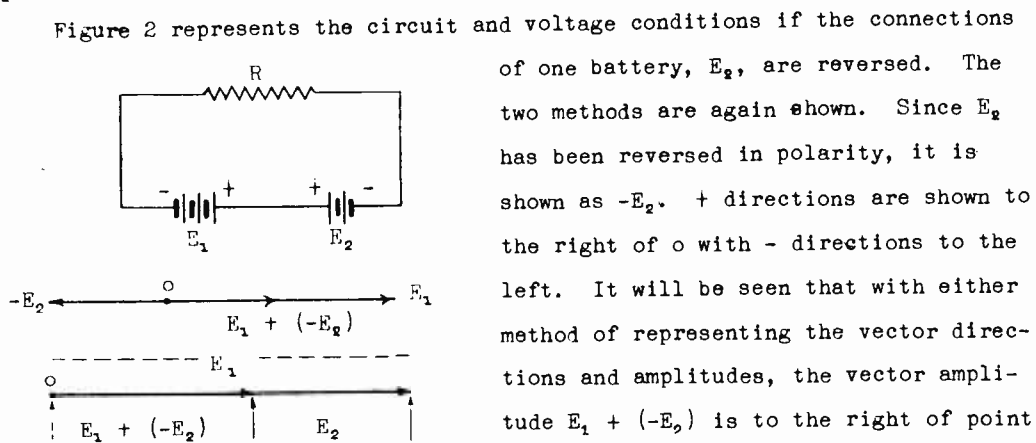 Figure 2 represents the circuit and voltage conditions if the connections
of one battery, E₂, are reversed. The
two methods are again shown. Since E₂
has been reversed in polarity, it is
shown as -E₂. + directions are shown to
the right of o with - directions to the
left. It will be seen that with either
method of representing the vector direc-
tions and amplitudes, the vector ampli-
tude E₁ + (-E₂) is to the right of point
R
- + + -
E₁ E₂
o
-E₂ E₁
E₁ + (-E₂)
E₁
o
E₁ + (-E₂) E₂